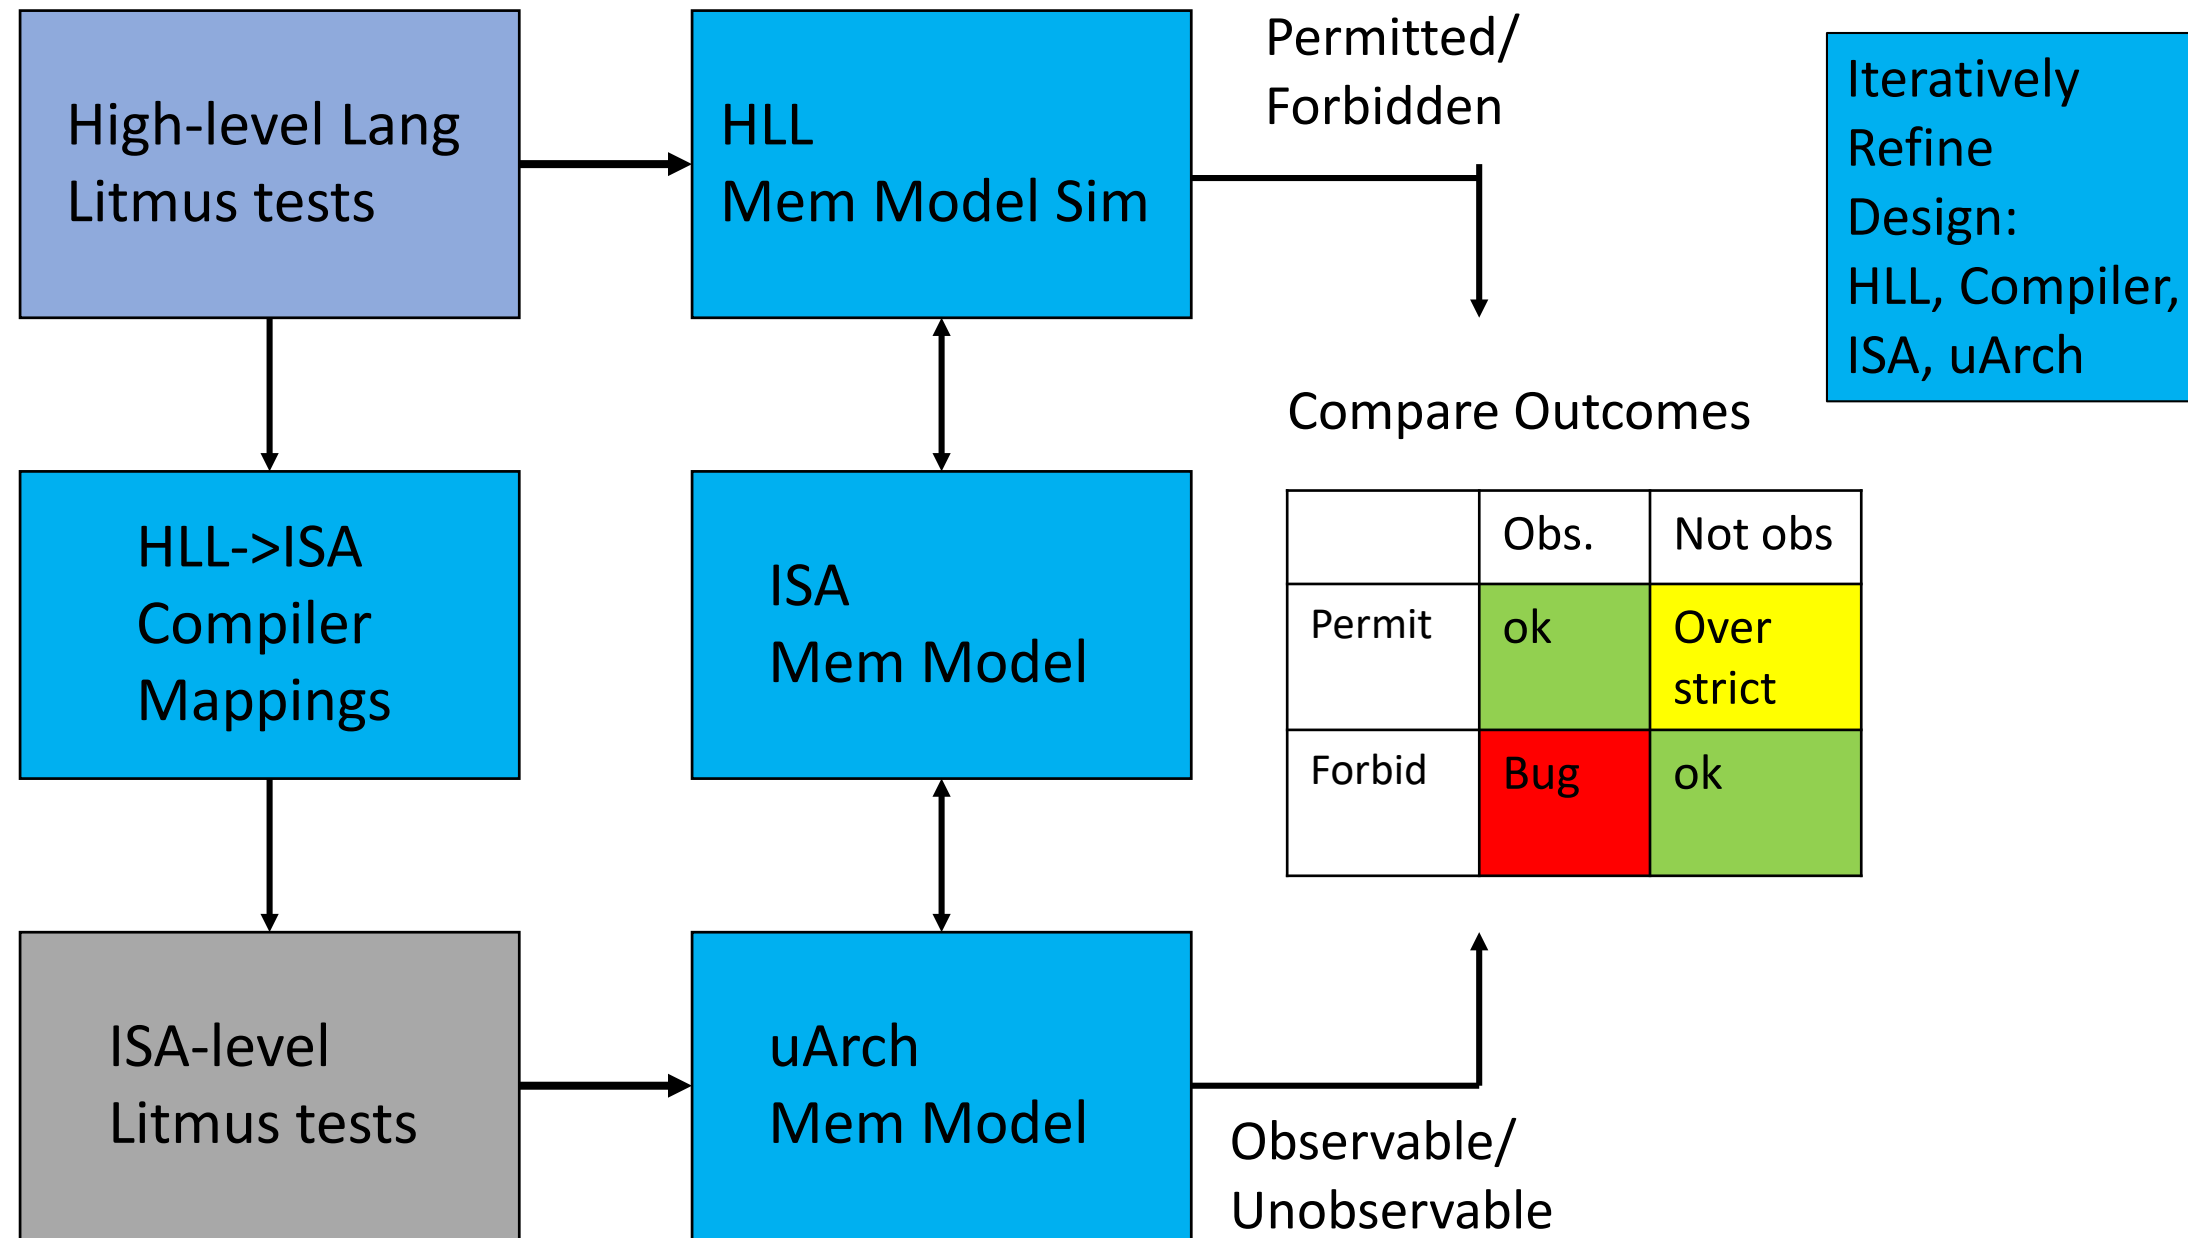 High-level Lang
Litmus tests
HLL
Mem Model Sim
Permitted/
Forbidden
Iteratively
Refine
Design:
HLL, Compiler,
ISA, uArch
HLL->ISA
Compiler
Mappings
ISA
Mem Model
Compare Outcomes
Obs.
Not obs
Permit
ok
Over
strict
Forbid
Bug
ok
ISA-level
Litmus tests
uArch
Mem Model
Observable/
Unobservable